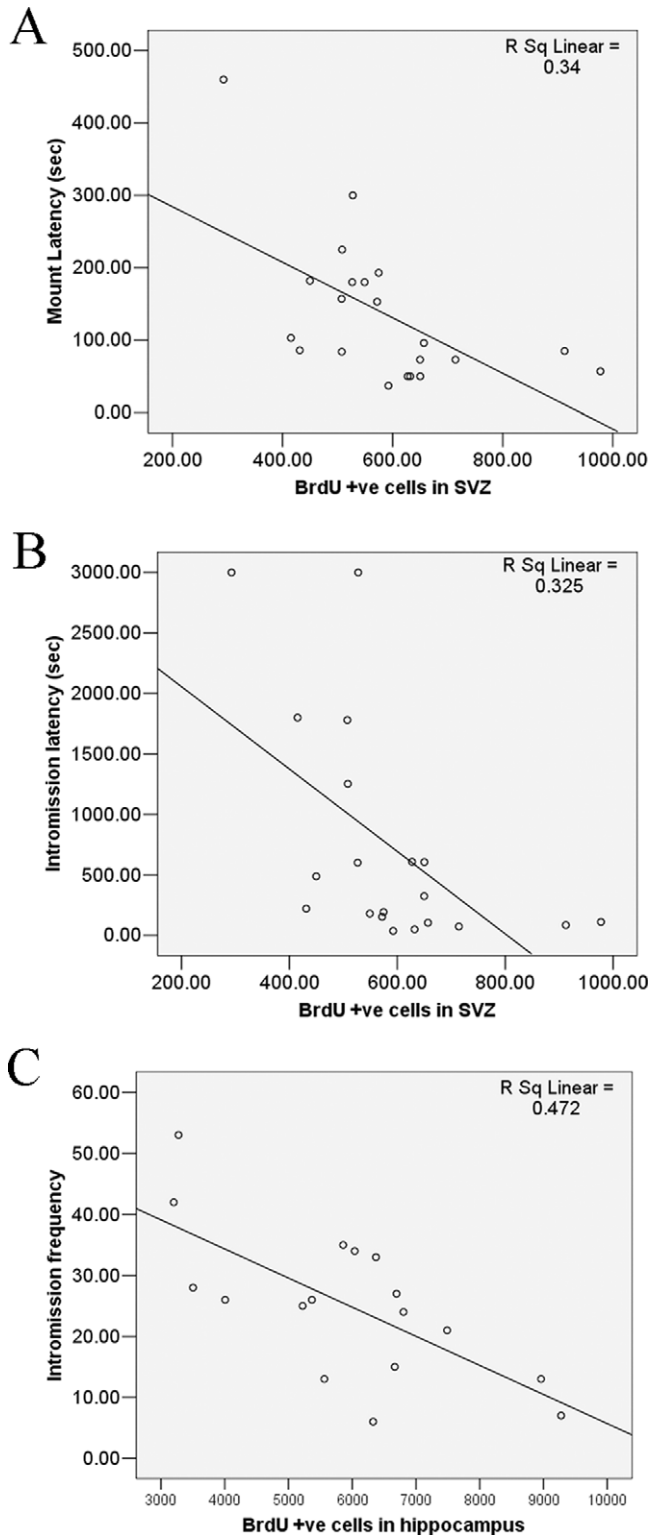 A
R Sq Linear =
0.34
500.00
400.00
300.00
200.00
100.00
0.00
Mount Latency (sec)
200.00 400.00 600.00 800.00 1000.00
BrdU +ve cells in SVZ
B
R Sq Linear =
0.325
3000.00
2500.00
2000.00
1500.00
1000.00
500.00
0.00
Intromission latency (sec)
200.00 400.00 600.00 800.00 1000.00
BrdU +ve cells in SVZ
C
R Sq Linear =
0.472
60.00
50.00
40.00
30.00
20.00
10.00
0.00
Intromission frequency
3000 4000 5000 6000 7000 8000 9000 10000
BrdU +ve cells in hippocampus